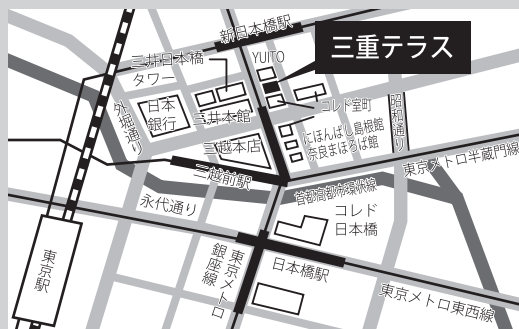 新日本橋駅
三重テラス
三井日本橋
タワー
YUITO
外堀通り
日本
銀行
三井本館
コレド室町
昭和通り
三越本店
にほんばし島根館
奈良まほろば館
三越前駅
東京メトロ半蔵門線
首都高都心環状線
永代通り
コレド
日本橋
東京駅
東京メトロ
銀座線
日本橋駅
東京メトロ東西線